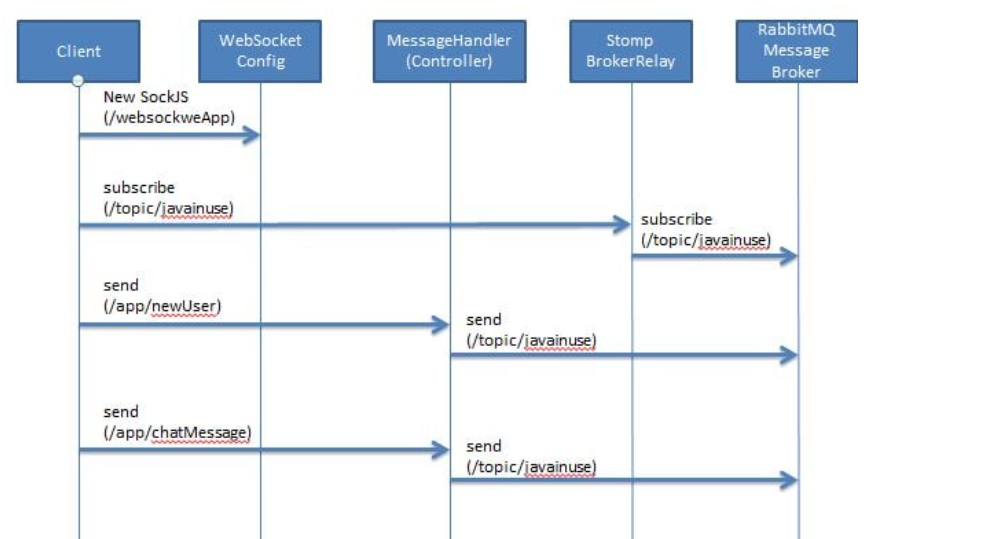 Client
WebSocket
Config
MessageHandler
(Controller)
Stomp
BrokerRelay
RabbitMQ
Message
Broker
New SockJS
(/websockweApp)
subscribe
(/topic/javainuse)
subscribe
(/topic/javainuse)
send
(/app/newUser)
send
(/topic/javainuse)
send
(/app/chatMessage)
send
(/topic/javainuse)